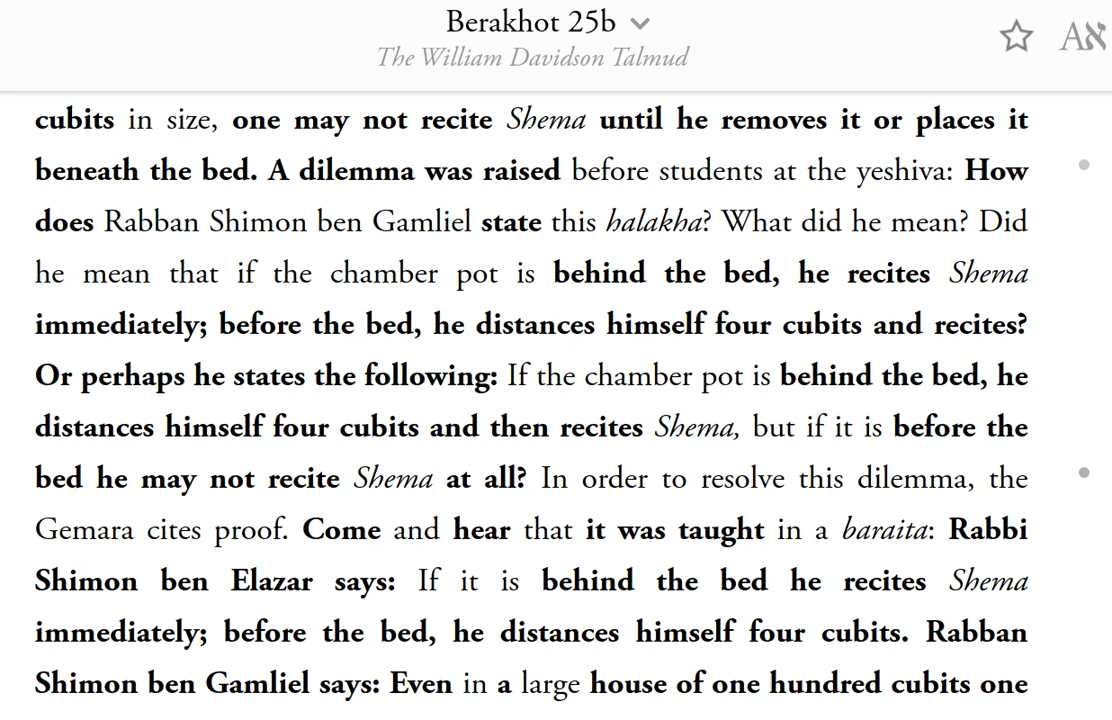 Berakhot 25b
The William Davidson Talmud
Aא
cubits in size, one may not recite Shema until he removes it or places it
beneath the bed. A dilemma was raised before students at the yeshiva: How
does Rabban Shimon ben Gamliel state this halakha? What did he mean? Did
he mean that if the chamber pot is behind the bed, he recites Shema
immediately; before the bed, he distances himself four cubits and recites?
Or perhaps he states the following: If the chamber pot is behind the bed, he
distances himself four cubits and then recites Shema, but if it is before the
bed he may not recite Shema at all? In order to resolve this dilemma, the
Gemara cites proof. Come and hear that it was taught in a baraita: Rabbi
Shimon ben Elazar says: If it is behind the bed he recites Shema
immediately; before the bed, he distances himself four cubits. Rabban
Shimon ben Gamliel says: Even in a large house of one hundred cubits one